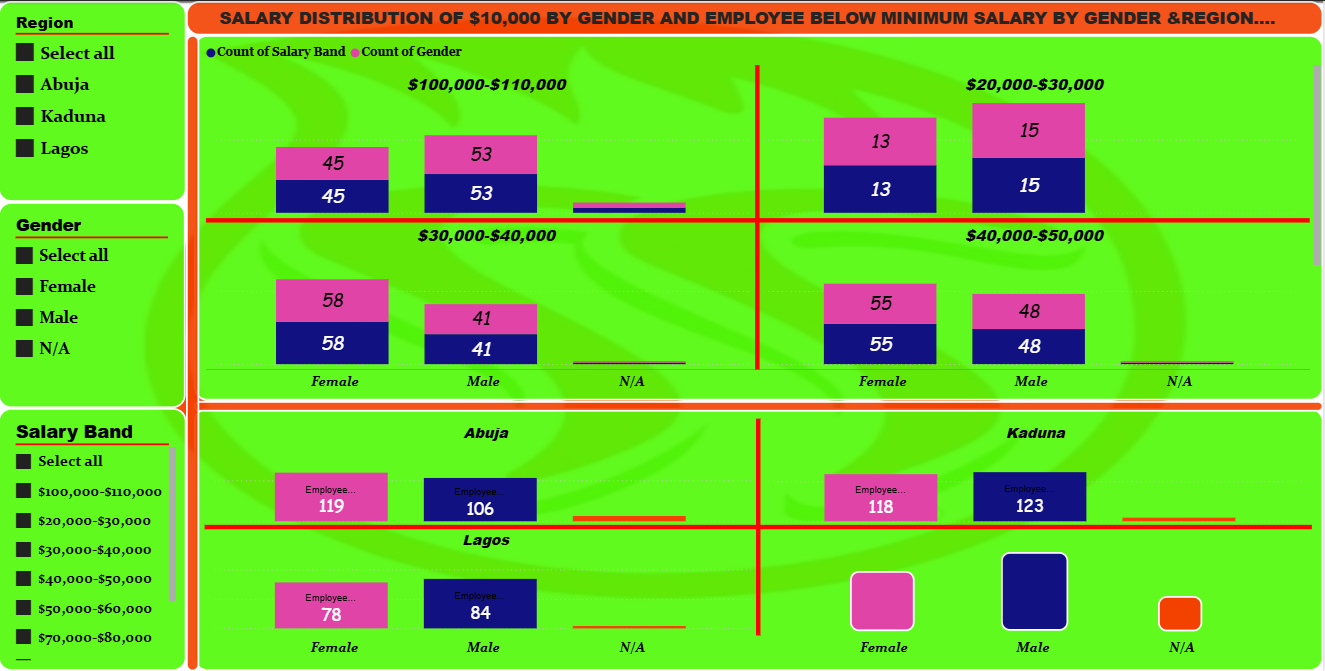 SALARY DISTRIBUTION OF $10,000 BY GENDER AND EMPLOYEE BELOW MINIMUM SALARY BY GENDER &REGION....
Region
Select all
Abuja
Kaduna
Lagos
Gender
Select all
Female
Male
N/A
Salary Band
Select all
$100,000-$110,000
$20,000-$30,000
$30,000-$40,000
$40,000-$50,000
$50,000-$60,000
$70,000-$80,000
Count of Salary Band Count of Gender
$100,000-$110,000
45
45
53
53
$20,000-$30,000
13
13
15
15
$30,000-$40,000
58
58
41
41
$40,000-$50,000
55
55
48
48
Female Male N/A Female Male N/A
Abuja
Employee...
119
Employee...
106
Kaduna
Employee...
118
Employee...
123
Lagos
Employee...
78
Employee...
84
Female Male N/A Female Male N/A